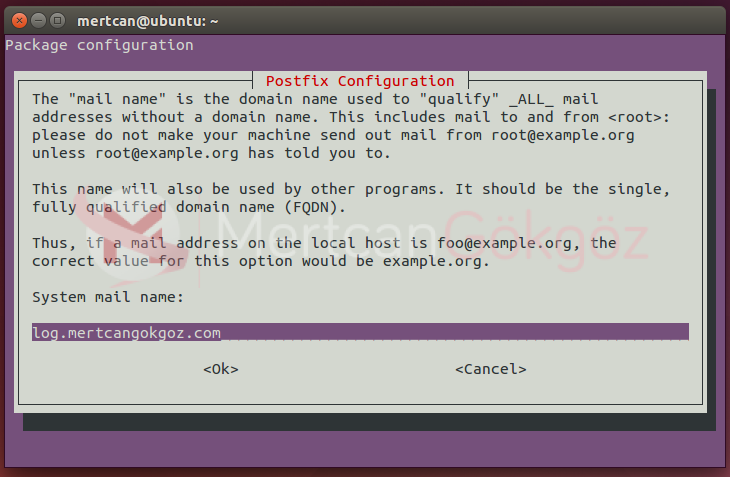 mertcan@ubuntu: ~
Package configuration
Postfix Configuration
The "mail name" is the domain name used to "qualify" _ALL_ mail
addresses without a domain name. This includes mail to and from <root>:
please do not make your machine send out mail from root@example.org
unless root@example.org has told you to.
This name will also be used by other programs. It should be the single,
fully qualified domain name (FQDN).
MertcanGökgöz
Thus, if a mail address on the local host is foo@example.org, the
correct value for this option would be example.org.
System mail name:
log.mertcangokgoz.com
<Ok> <Cancel>